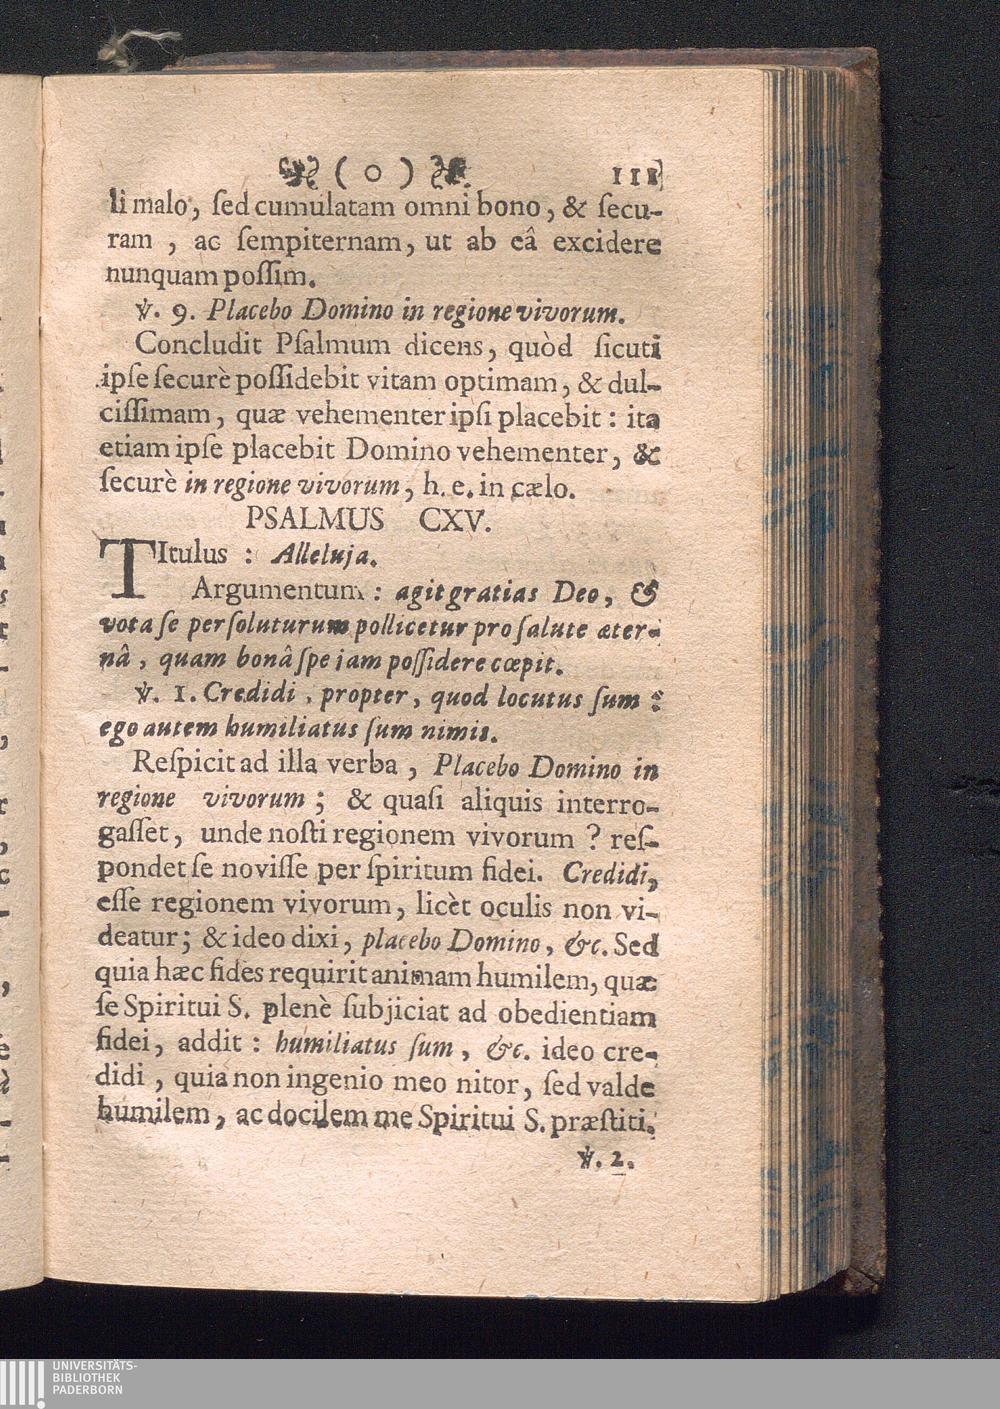 ( o ) 111
li malo, ſed cumulatam omni bono, & ſecu-
ram, ac ſempiternam, ut ab eâ excidere
nunquam poſſim.
℣. 9. Placebo Domino in regione vivorum.
Concludit Pſalmum dicens, quòd ſicuti
ipſe ſecurè poſſidebit vitam optimam, & dul-
ciſſimam, quæ vehementer ipſi placebit: ita
etiam ipſe placebit Domino vehementer, &
ſecurè in regione vivorum, h. e. in cælo.
PSALMUS CXV.
TItulus: Alleluja.
Argumentum: agit gratias Deo, &
vota ſe perſoluturum pollicetur pro ſalute æter-
nâ, quam bonâ ſpe jam poſſidere cœpit.
℣. 1. Credidi, propter, quod locutus ſum:
ego autem humiliatus ſum nimis.
Reſpicit ad illa verba, Placebo Domino in
regione vivorum; & quaſi aliquis interro-
gaſſet, unde noſti regionem vivorum? reſ-
pondet ſe noviſſe per ſpiritum fidei. Credidi,
eſſe regionem vivorum, licèt oculis non vi-
deatur; & ideo dixi, placebo Domino, &c. Sed
quia hæc fides requirit animam humilem, quæ
ſe Spiritui S. plenè ſubjiciat ad obedientiam
fidei, addit: humiliatus ſum, &c. ideo cre-
didi, quia non ingenio meo nitor, ſed valde
humilem, ac docilem me Spiritui S. præſtiti.
℣. 2.
UNIVERSITÄTS-
BIBLIOTHEK
PADERBORN